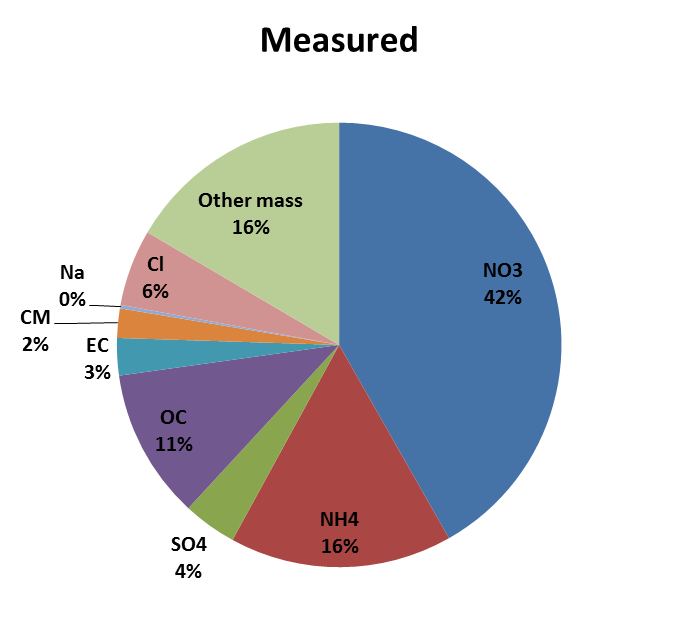 Measured
Other mass
16%
NO3
42%
Cl
6%
Na
0%
CM
2%
EC
3%
OC
11%
NH4
16%
SO4
4%